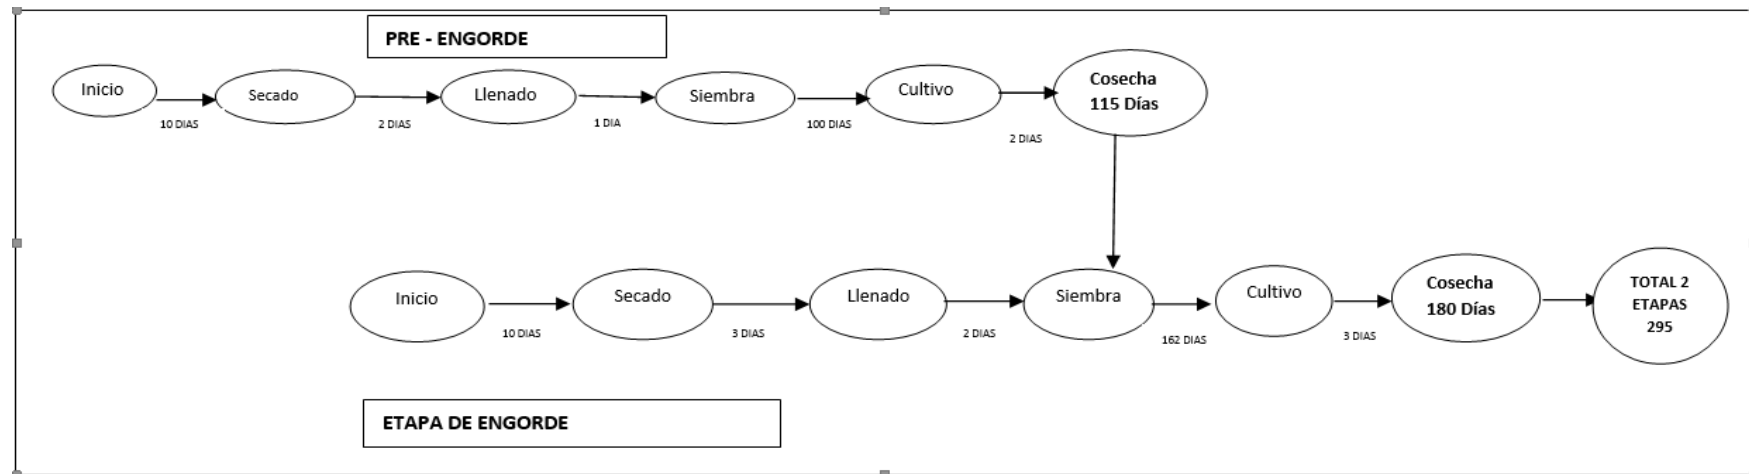 PRE - ENGORDE
Inicio
10 DIAS
Secado
2 DIAS
Llenado
1 DIA
Siembra
100 DIAS
Cultivo
2 DIAS
Cosecha
115 Días
Inicio
10 DIAS
Secado
3 DIAS
Llenado
2 DIAS
Siembra
162 DIAS
Cultivo
3 DIAS
Cosecha
180 Días
TOTAL 2
ETAPAS
295
ETAPA DE ENGORDE